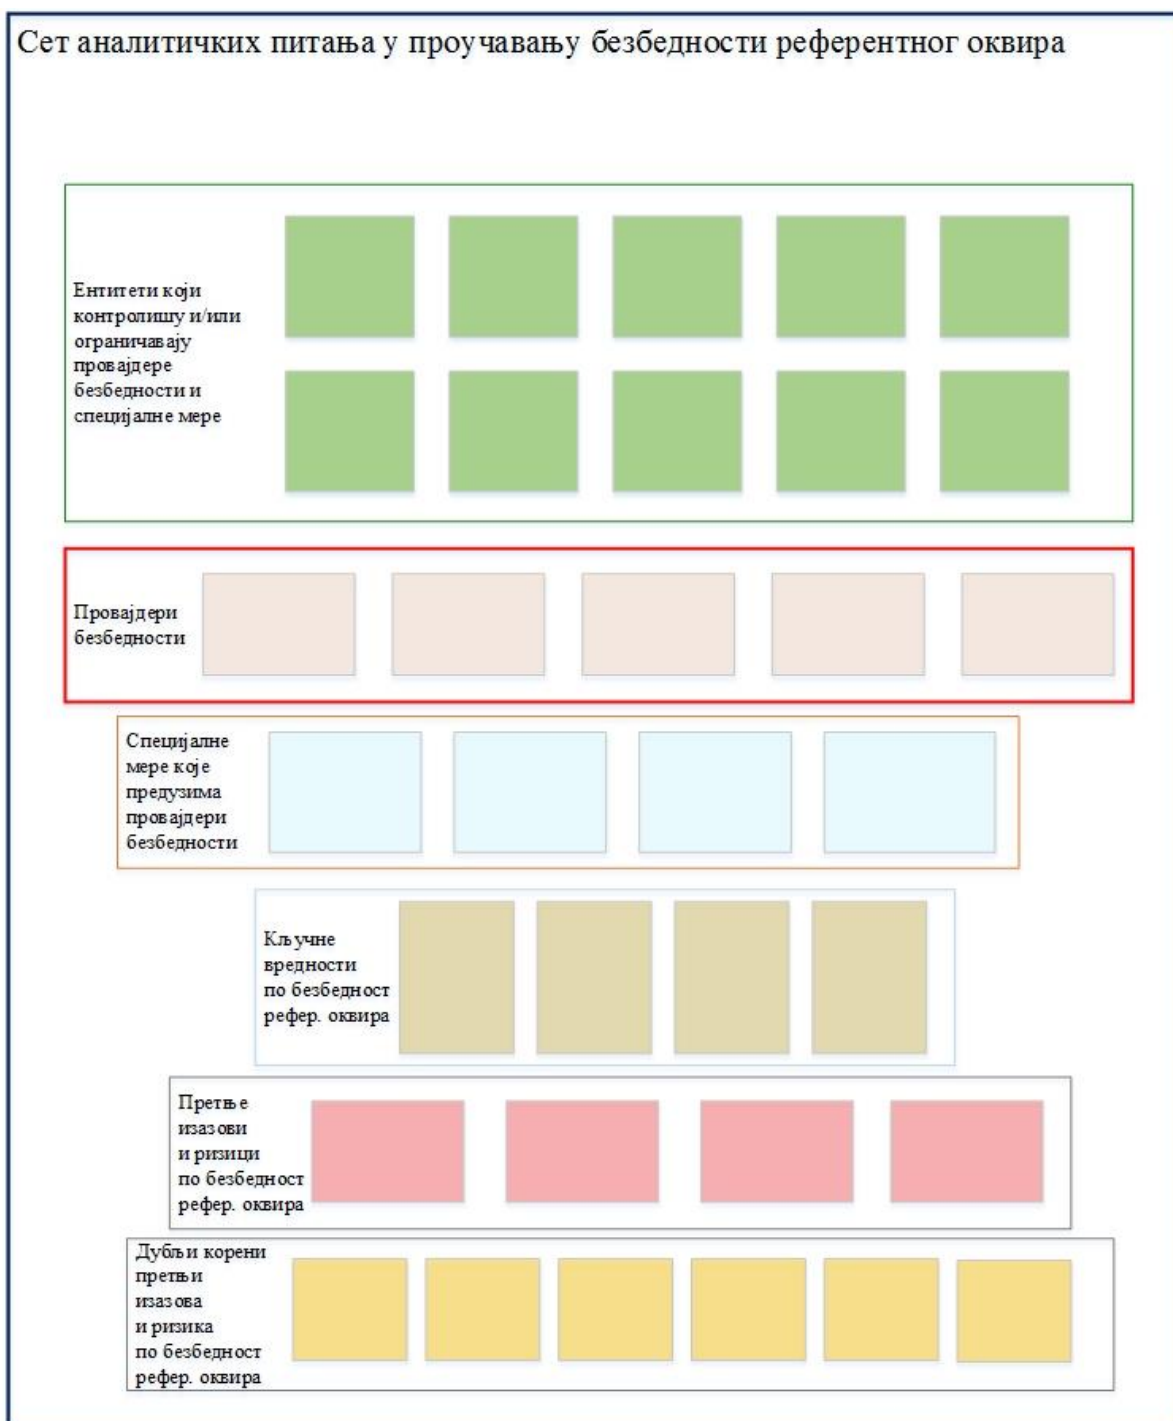 Сет аналитичких питања у проучавању безбедности референтног оквира
Ентитети који
контролишу и/или
ограничавају
провајдере
безбедности и
специјалне мере
Провајдери
безбедности
Специјалне
мере које
предузима
провајдери
безбедности
Кључне
вредности
по безбедност
рефер. оквира
Претње
изазови
и ризици
по безбедност
рефер. оквира
Дубљи корени
претњи
изазова
и ризика
по безбедност
рефер. оквира